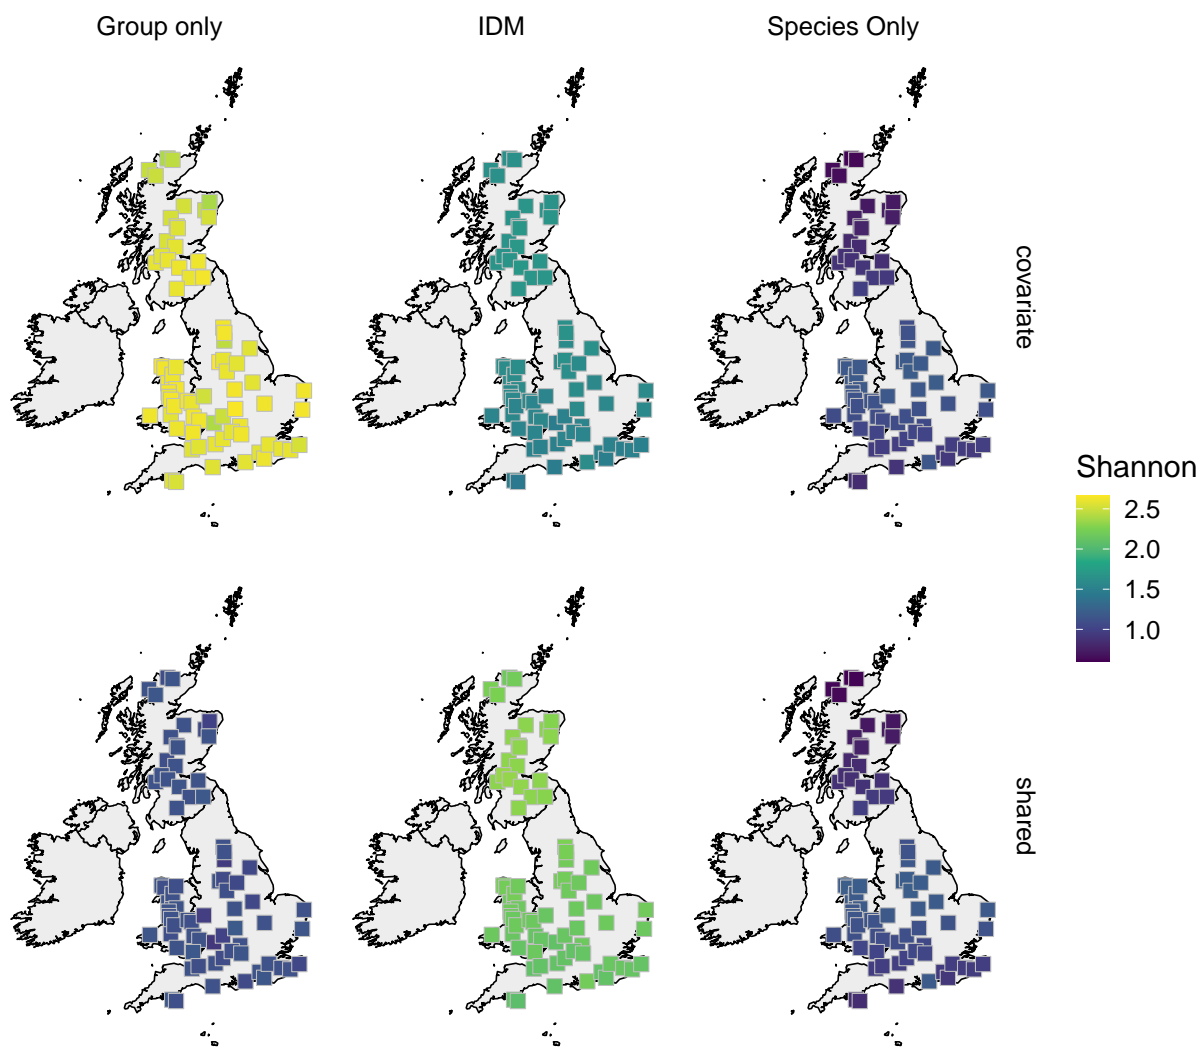 Group only
IDM
Species Only
covariate
Shannon
2.5
2.0
1.5
1.0
shared